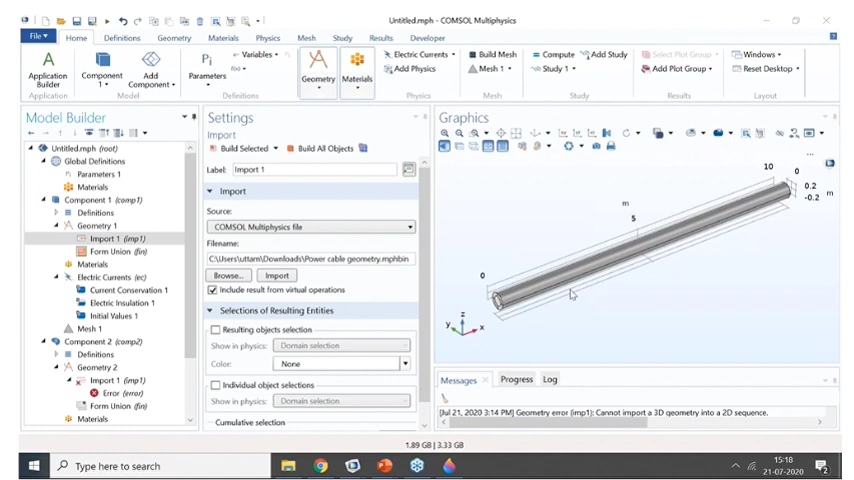 Untitled.mph - COMSOL Multiphysics
File
Home
Definitions
Geometry
Materials
Physics
Mesh
Study
Results
Developer
Application Builder
Component 1
Add Component
Parameters
Variables
Geometry
Materials
Electric Currents
Add Physics
Build Mesh
Mesh 1
Compute
Add Study
Study 1
Select Plot Group
Add Plot Group
Windows
Reset Desktop
Application
Model
Definitions
Physics
Mesh
Study
Results
Layout
Model Builder
Untitled.mph (root)
Global Definitions
Parameters 1
Materials
Component 1 (comp1)
Definitions
Geometry 1
Import 1 (imp1)
Form Union (fin)
Materials
Electric Currents (ec)
Current Conservation 1
Electric Insulation 1
Initial Values 1
Mesh 1
Component 2 (comp2)
Definitions
Geometry 2
Import 1 (imp1)
Error (error)
Form Union (fin)
Materials
Settings
Import
Build Selected
Build All Objects
Label: Import 1
Import
Source:
COMSOL Multiphysics file
Filename:
C:\Users\uttam\Downloads\Power cable geometry.mphbin
Browse... Import
Include result from virtual operations
Selections of Resulting Entities
Resulting objects selection
Show in physics: Domain selection
Color: None
Individual object selections
Show in physics: Domain selection
Cumulative selection
Graphics
10 0
0.2
-0.2 m
m
5
0
z
y x
Messages Progress Log
[Jul 21, 2020 3:14 PM] Geometry error (imp1): Cannot import a 3D geometry into a 2D sequence.
1.89 GB | 3.33 GB
Type here to search
15:18
21-07-2020
2